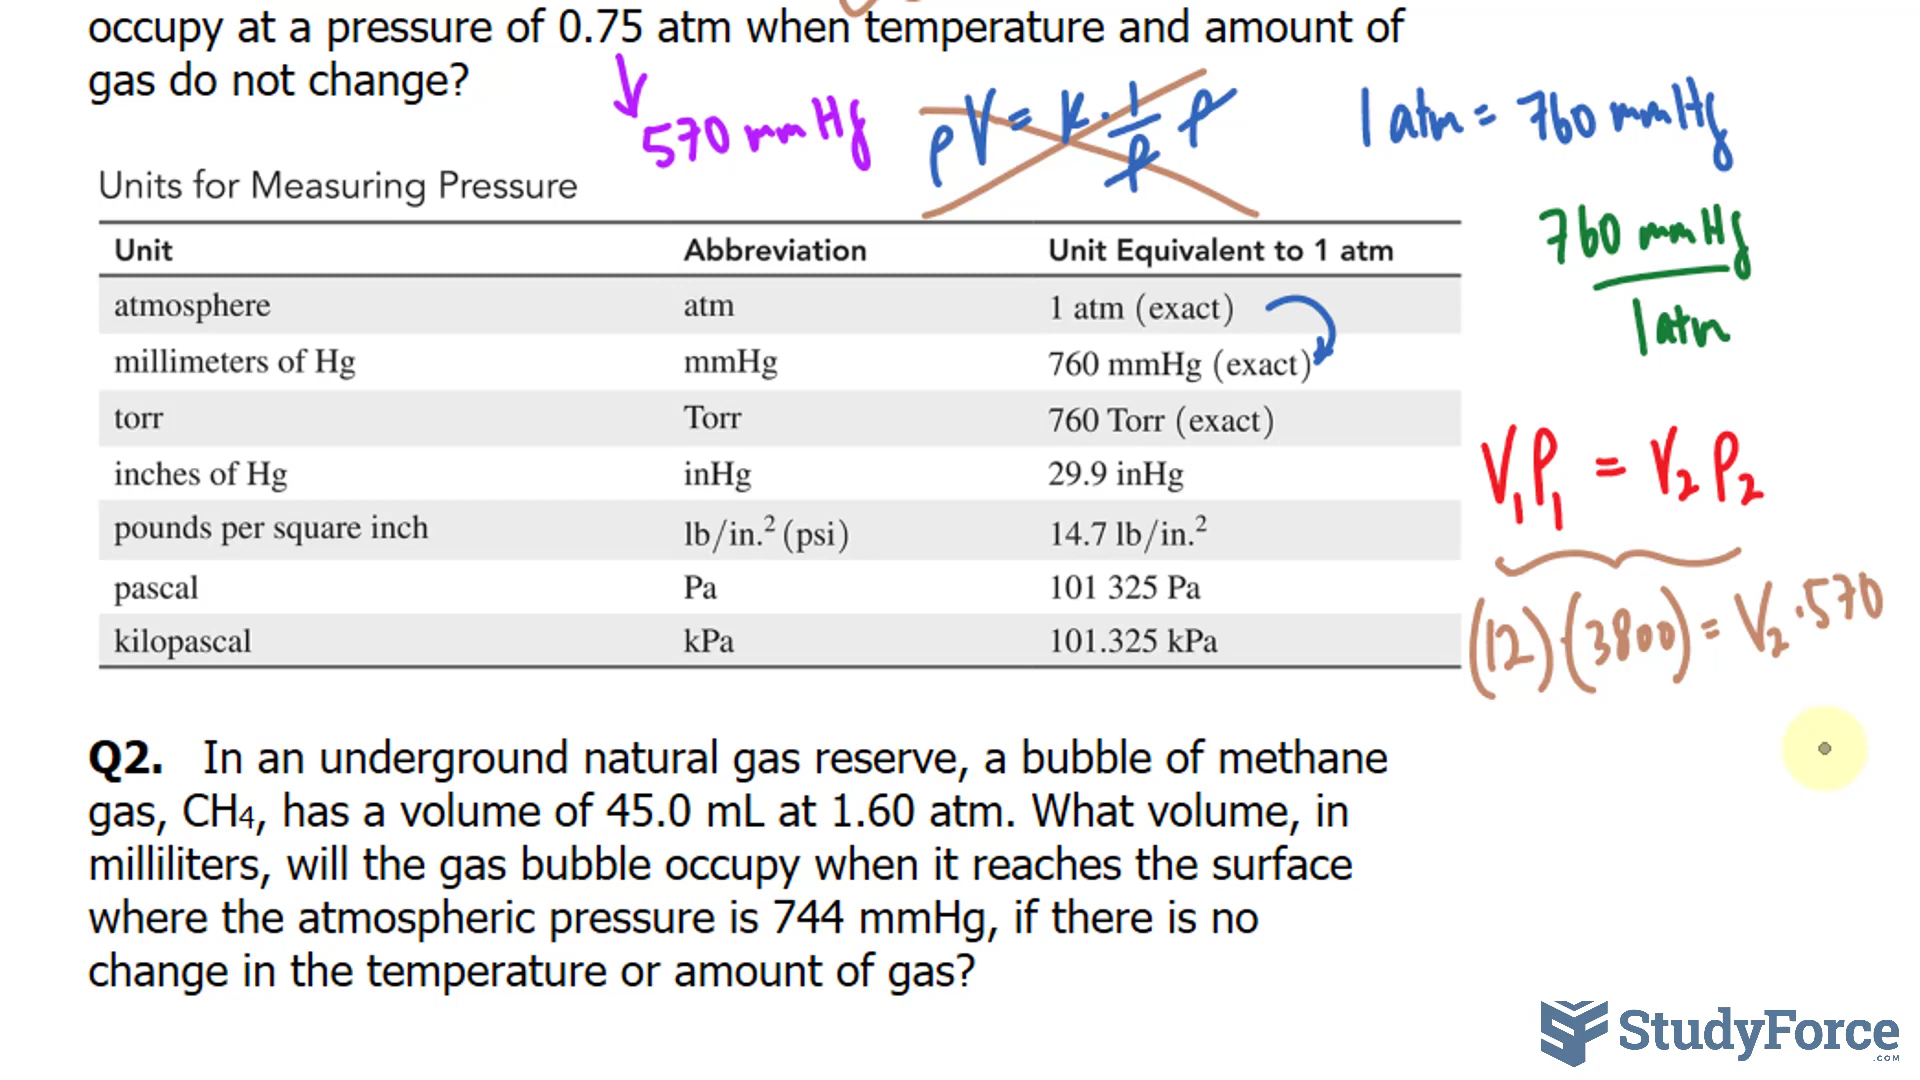 occupy at a pressure of 0.75 atm when temperature and amount of
gas do not change?
570 mmHg
PV = k · 1/P P
1 atm = 760 mmHg
760 mmHg
1 atm
Units for Measuring Pressure
Unit Abbreviation Unit Equivalent to 1 atm
atmosphere atm 1 atm (exact)
millimeters of Hg mmHg 760 mmHg (exact)
torr Torr 760 Torr (exact)
inches of Hg inHg 29.9 inHg
pounds per square inch lb/in.² (psi) 14.7 lb/in.²
pascal Pa 101 325 Pa
kilopascal kPa 101.325 kPa
V₁P₁ = V₂P₂
(12)·(3800) = V₂·570
Q2. In an underground natural gas reserve, a bubble of methane
gas, CH4, has a volume of 45.0 mL at 1.60 atm. What volume, in
milliliters, will the gas bubble occupy when it reaches the surface
where the atmospheric pressure is 744 mmHg, if there is no
change in the temperature or amount of gas?
StudyForce
.COM